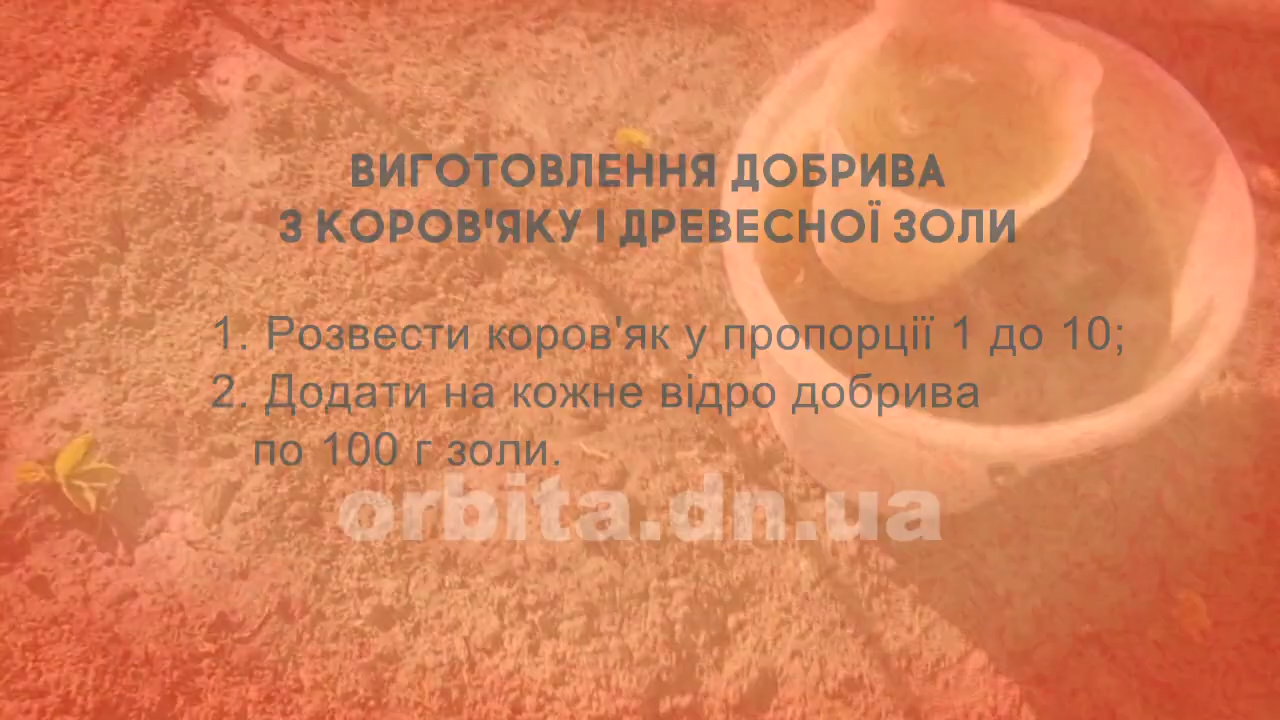 ВИГОТОВЛЕННЯ ДОБРИВА
З КОРОВ'ЯКУ І ДРЕВЕСНОЇ ЗОЛИ
1. Розвести коров'як у пропорції 1 до 10;
2. Додати на кожне відро добрива
по 100 г золи.
orbita.dn.ua